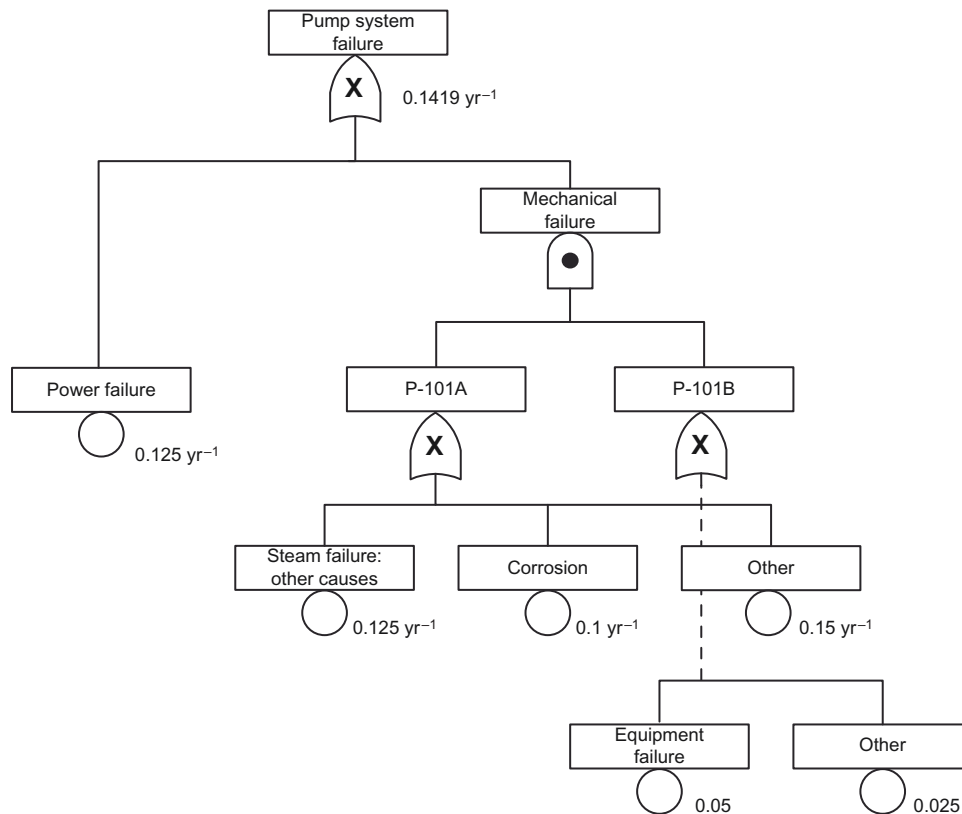 Pump system
failure
X
0.1419 yr⁻¹
Mechanical
failure
Power failure
0.125 yr⁻¹
P-101A
P-101B
X
X
Steam failure:
other causes
Corrosion
Other
0.125 yr⁻¹
0.1 yr⁻¹
0.15 yr⁻¹
Equipment
failure
Other
0.05
0.025